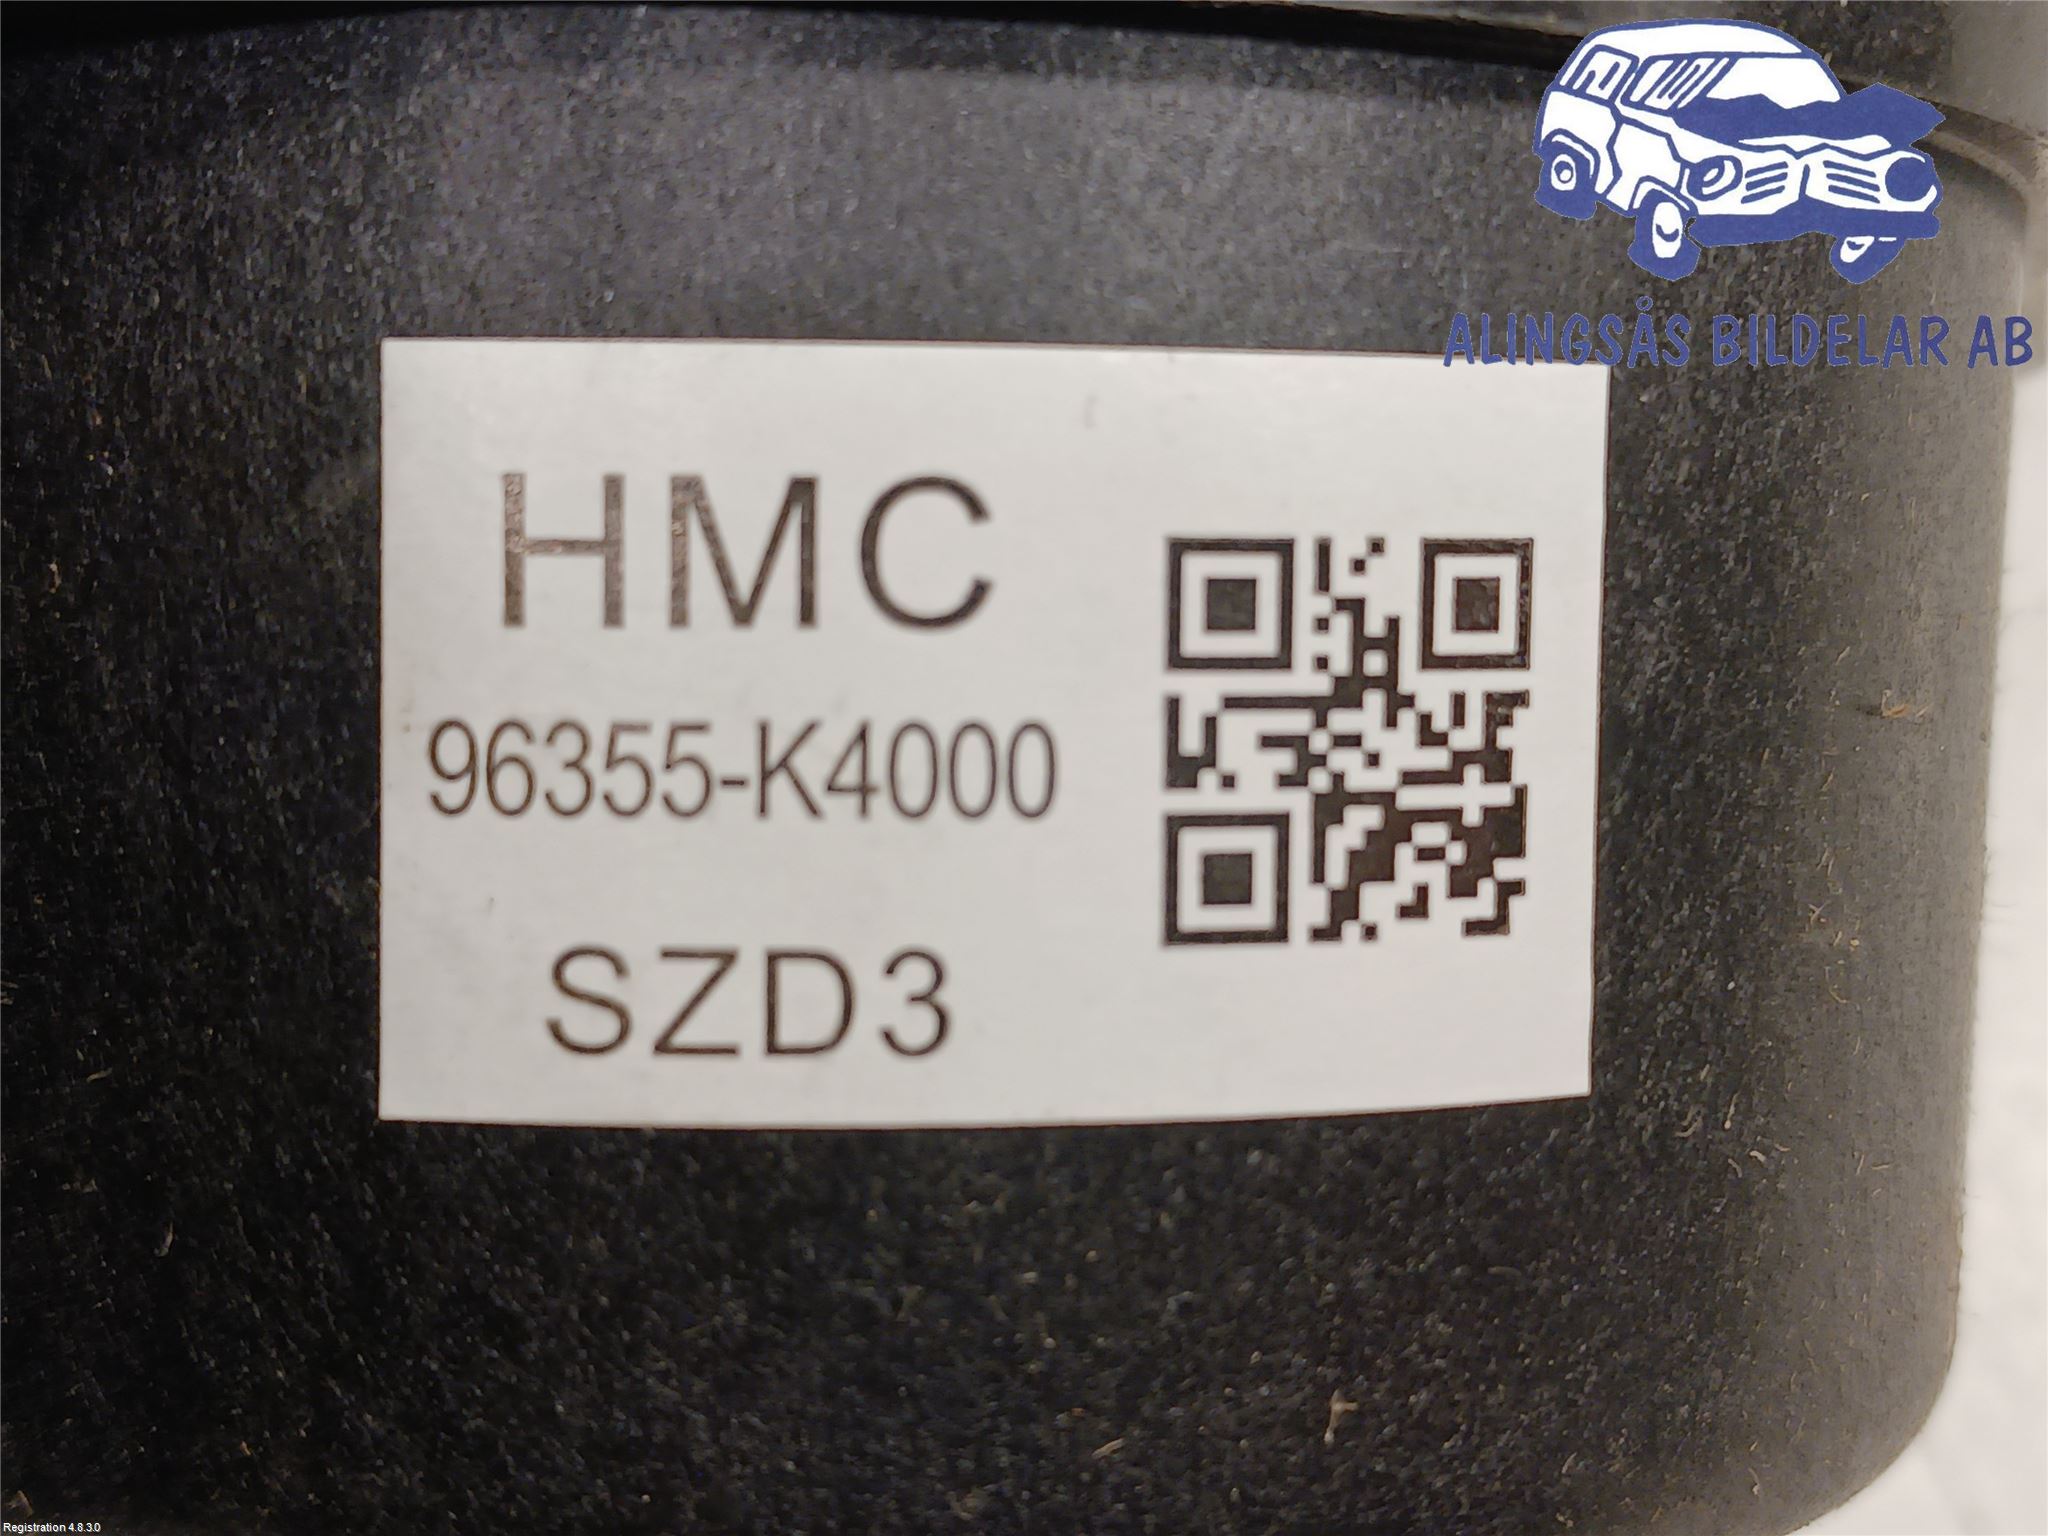 ALINGSÅS BILDELAR AB
HMC
96355-K4000
SZD3
Registration 4.8.3.0